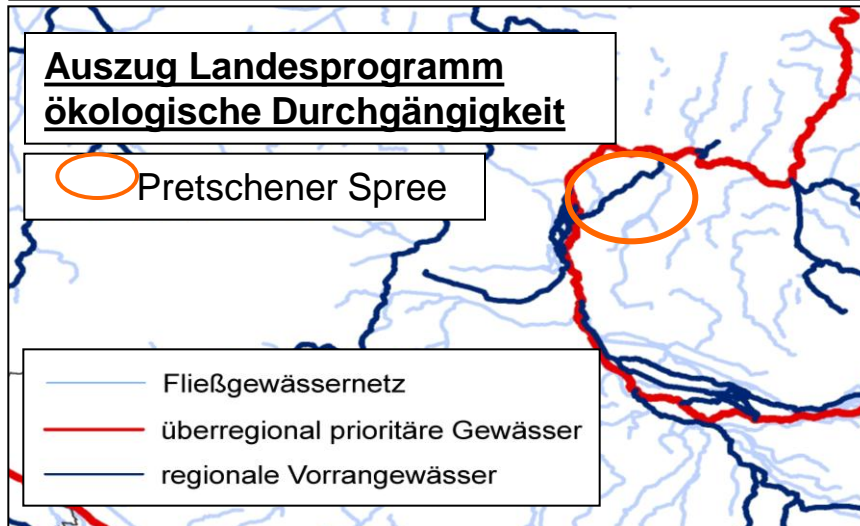 Auszug Landesprogramm
ökologische Durchgängigkeit
Pretschener Spree
Fließgewässernetz
überregional prioritäre Gewässer
regionale Vorrangewässer